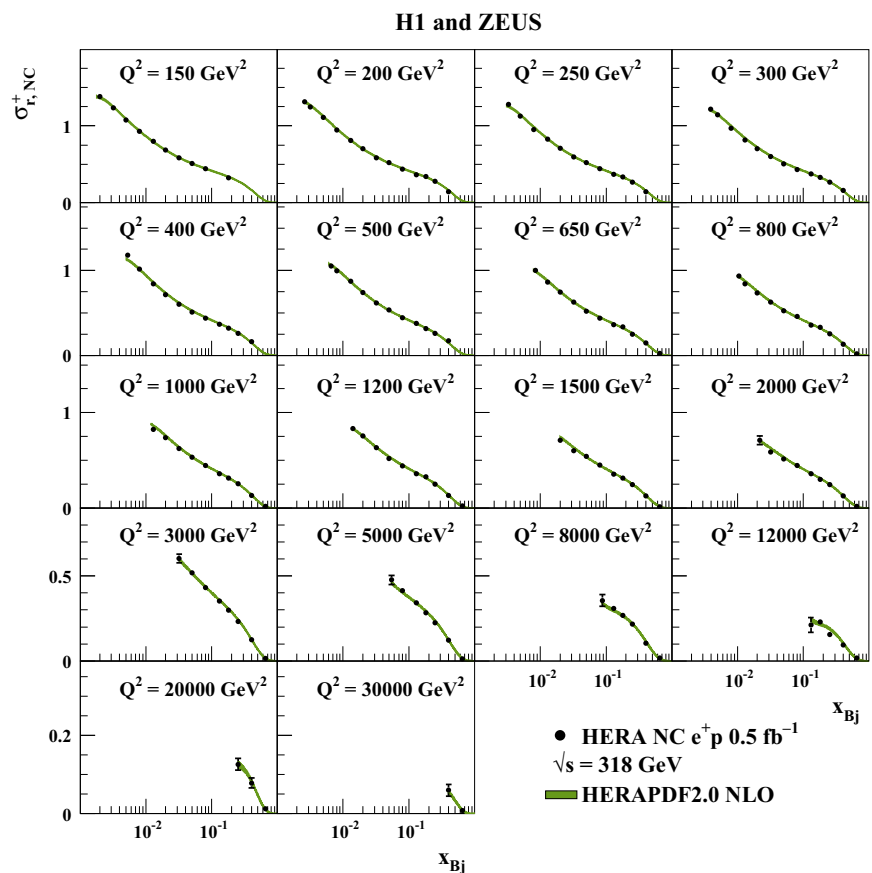 H1 and ZEUS
σ⁺r, NC
Q² = 150 GeV²
Q² = 200 GeV²
Q² = 250 GeV²
Q² = 300 GeV²
1
0
Q² = 400 GeV²
Q² = 500 GeV²
Q² = 650 GeV²
Q² = 800 GeV²
1
0
Q² = 1000 GeV²
Q² = 1200 GeV²
Q² = 1500 GeV²
Q² = 2000 GeV²
1
0
Q² = 3000 GeV²
Q² = 5000 GeV²
Q² = 8000 GeV²
Q² = 12000 GeV²
0.5
0
10⁻² 10⁻¹ 10⁻² 10⁻¹
xBj
Q² = 20000 GeV²
Q² = 30000 GeV²
0.2
0
10⁻² 10⁻¹ 10⁻² 10⁻¹
xBj
HERA NC e⁺p 0.5 fb⁻¹
√s = 318 GeV
HERAPDF2.0 NLO